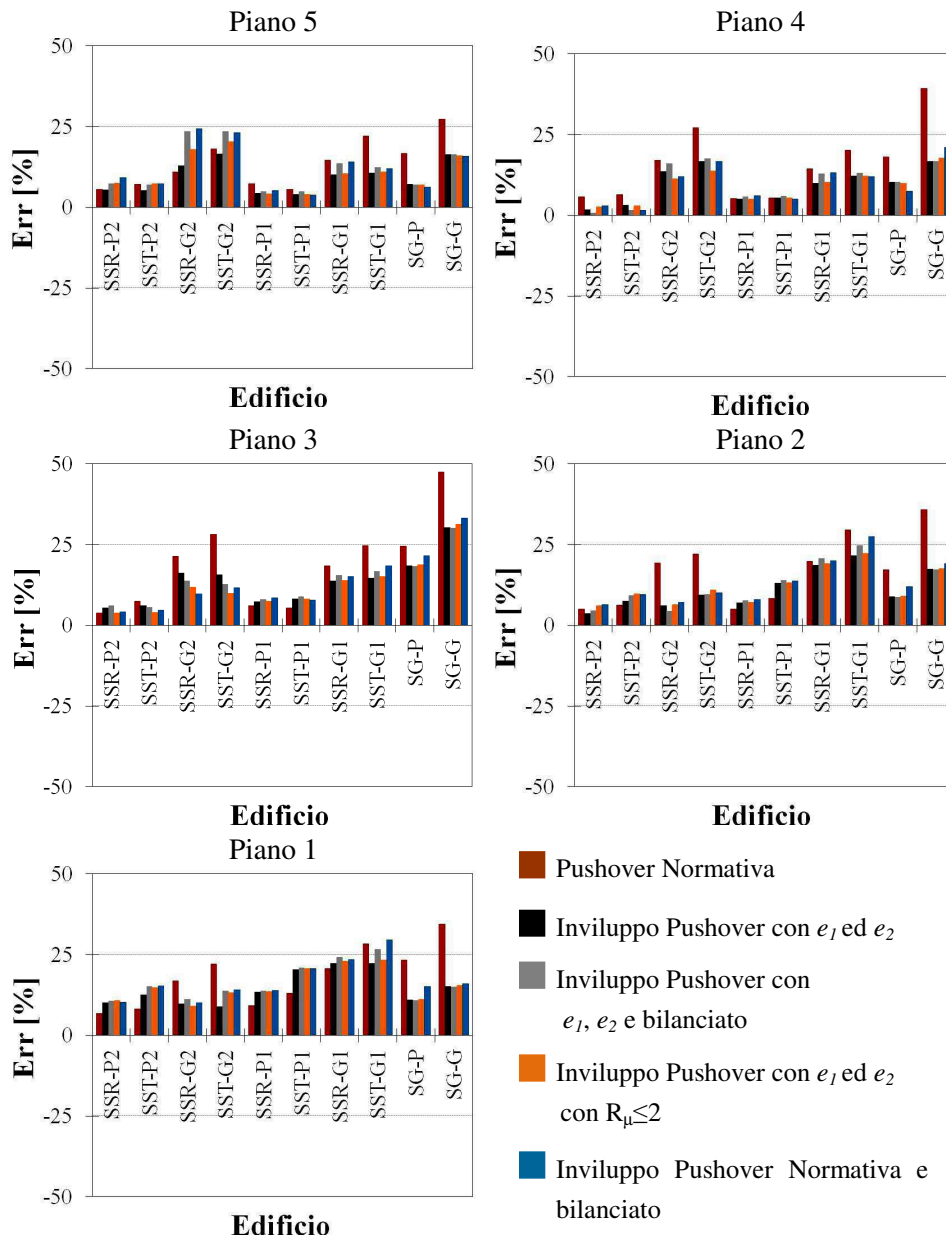 Piano 5
Err [%]
50
25
0
-25
-50
SSR-P2
SST-P2
SSR-G2
SST-G2
SSR-P1
SST-P1
SSR-G1
SST-G1
SG-P
SG-G
Edificio
Piano 4
Err [%]
50
25
0
-25
-50
SSR-P2
SST-P2
SSR-G2
SST-G2
SSR-P1
SST-P1
SSR-G1
SST-G1
SG-P
SG-G
Edificio
Piano 3
Err [%]
50
25
0
-25
-50
SSR-P2
SST-P2
SSR-G2
SST-G2
SSR-P1
SST-P1
SSR-G1
SST-G1
SG-P
SG-G
Edificio
Piano 2
Err [%]
50
25
0
-25
-50
SSR-P2
SST-P2
SSR-G2
SST-G2
SSR-P1
SST-P1
SSR-G1
SST-G1
SG-P
SG-G
Edificio
Piano 1
Err [%]
50
25
0
-25
-50
SSR-P2
SST-P2
SSR-G2
SST-G2
SSR-P1
SST-P1
SSR-G1
SST-G1
SG-P
SG-G
Edificio
Pushover Normativa
Inviluppo Pushover con e1 ed e2
Inviluppo Pushover con
e1, e2 e bilanciato
Inviluppo Pushover con e1 ed e2
con Rμ≤2
Inviluppo Pushover Normativa e
bilanciato